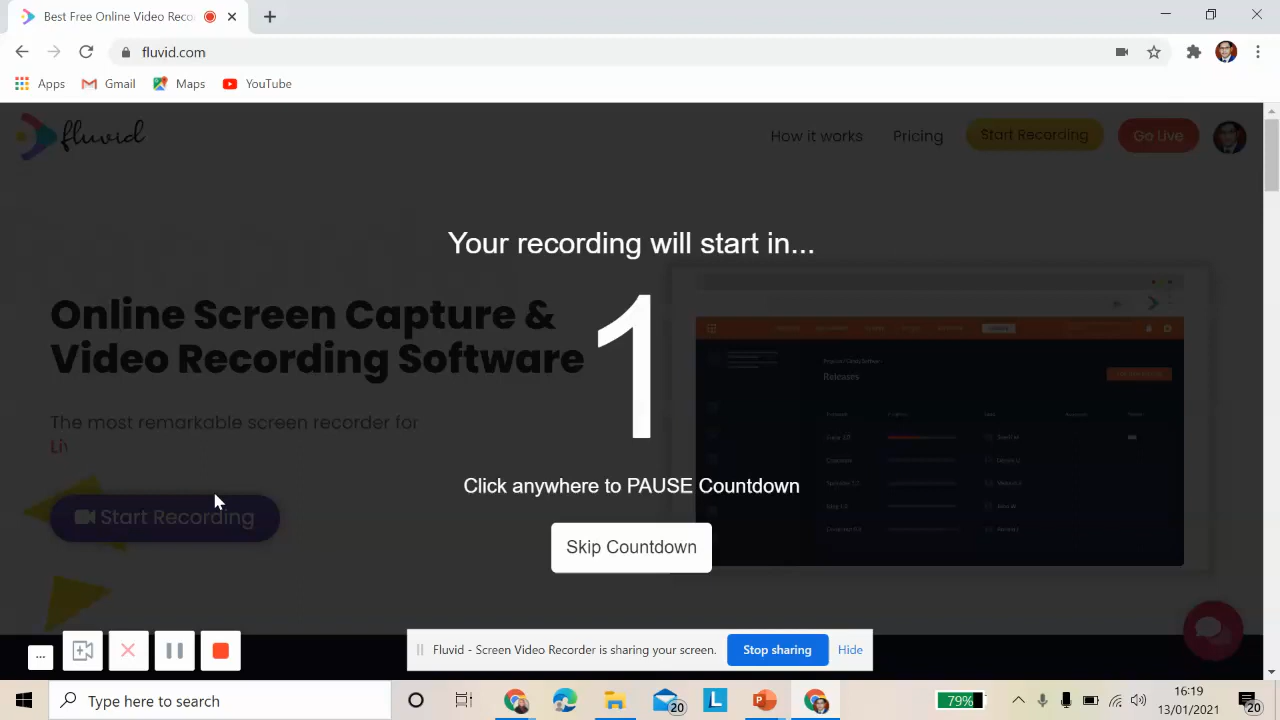 Best Free Online Video Reco
fluvid.com
Apps
Gmail
Maps
YouTube
fluvid
How it works
Pricing
Start Recording
Go Live
Your recording will start in...
1
Online Screen Capture &
Video Recording Software
The most remarkable screen recorder for
Liv
Start Recording
Click anywhere to PAUSE Countdown
Skip Countdown
Releases
Fluvid - Screen Video Recorder is sharing your screen.
Stop sharing
Hide
Type here to search
20
L
79%
16:19
13/01/2021
20